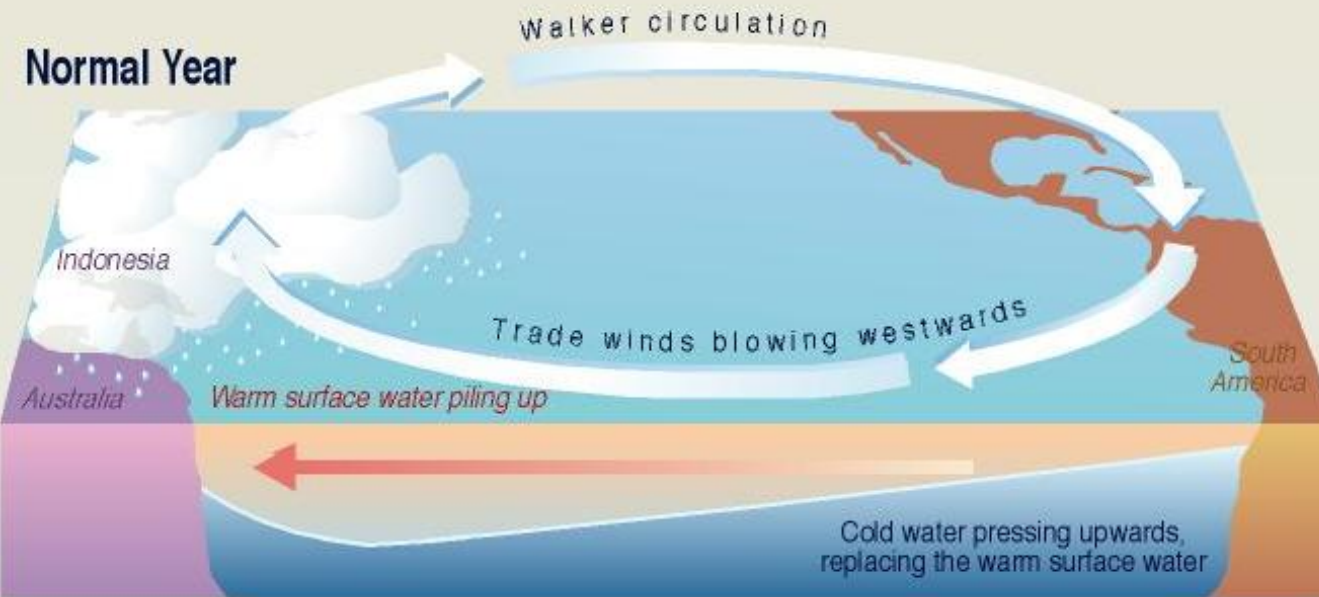 Walker circulation
Normal Year
Indonesia
Trade winds blowing westwards
South
America
Australia
Warm surface water piling up
Cold water pressing upwards,
replacing the warm surface water